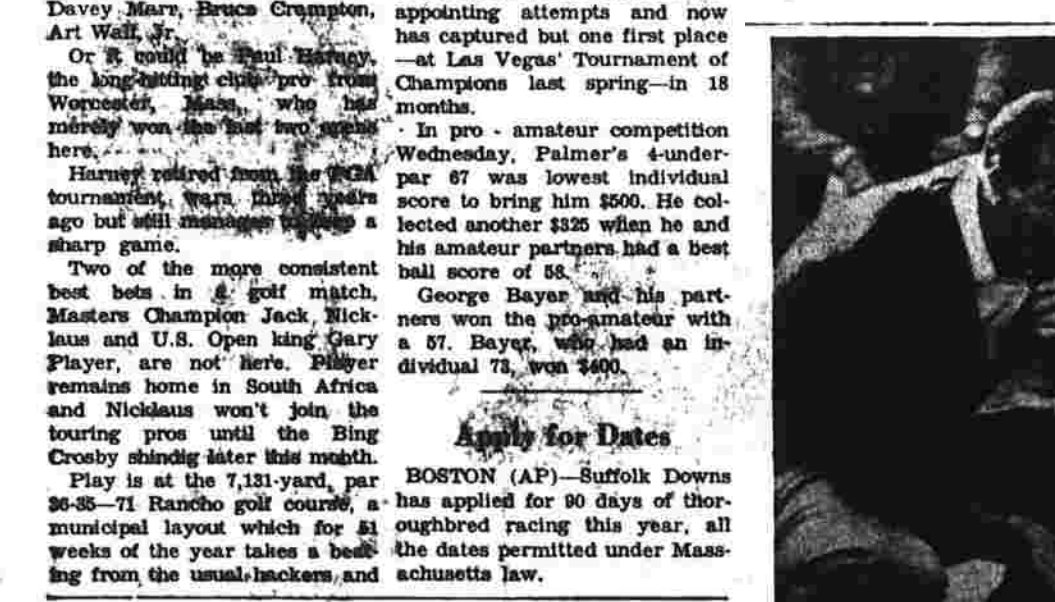 Davey Marr, Bruce Crampton,
Art Wall, Jr.
Or it could be Paul Harney,
the long-hitting club pro from
Worcester, Mass., who has
merely won the last two opens
here.
Harney retired from the PGA
tournament wars three years
ago but still manages to keep a
sharp game.
Two of the more consistent
best bets in a golf match,
Masters Champion Jack Nick-
laus and U.S. Open king Gary
Player, are not here. Player
remains home in South Africa
and Nicklaus won't join the
touring pros until the Bing
Crosby shindig later this month.
Play is at the 7,131-yard, par
36-35—71 Rancho golf course, a
municipal layout which for 51
weeks of the year takes a beat-
ing from the usual hackers and
appointing attempts and now
has captured but one first place
—at Las Vegas' Tournament of
Champions last spring—in 18
months.
In pro - amateur competition
Wednesday, Palmer's 4-under-
par 67 was lowest individual
score to bring him $500. He col-
lected another $325 when he and
his amateur partners had a best
ball score of 58.
George Bayer and his part-
ners won the pro-amateur with
a 57. Bayer, who had an in-
dividual 73, won $400.
Apply for Dates
BOSTON (AP)—Suffolk Downs
has applied for 90 days of thor-
oughbred racing this year, all
the dates permitted under Mass-
achusetts law.